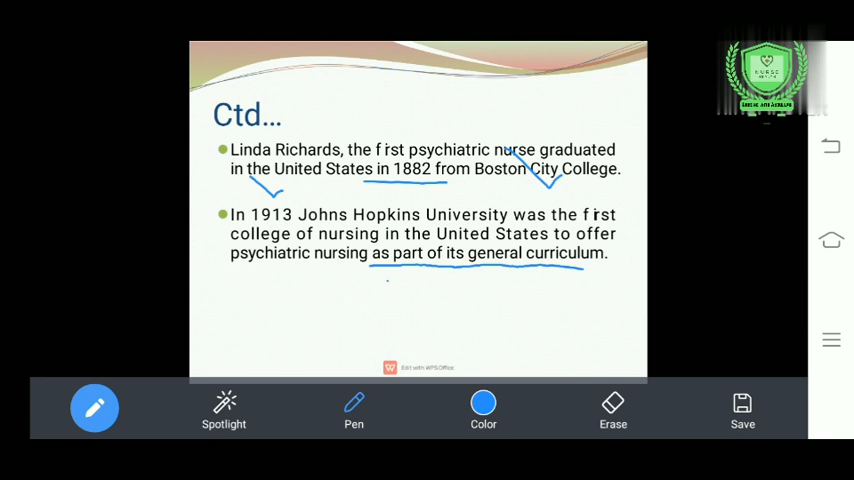 NURSE
Ctd...
Linda Richards, the first psychiatric nurse graduated
in the United States in 1882 from Boston City College.
In 1913 Johns Hopkins University was the first
college of nursing in the United States to offer
psychiatric nursing as part of its general curriculum.
Edit with WPS Office
Spotlight
Pen
Color
Erase
Save